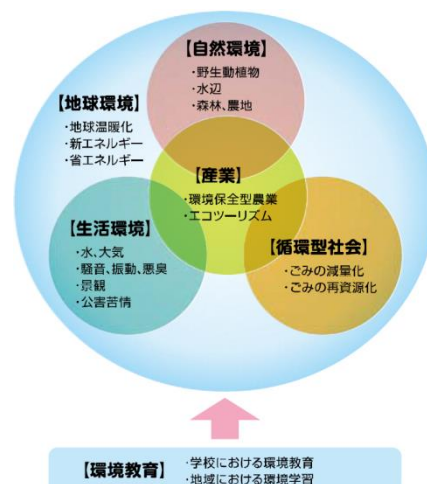 【自然環境】
・野生動植物
・水辺
・森林、農地
【地球環境】
・地球温暖化
・新エネルギー
・省エネルギー
【産業】
・環境保全型農業
・エコツーリズム
【生活環境】
・水、大気
・騒音、振動、悪臭
・景観
・公害苦情
【循環型社会】
・ごみの減量化
・ごみの再資源化
【環境教育】
・学校における環境教育
・地域における環境学習